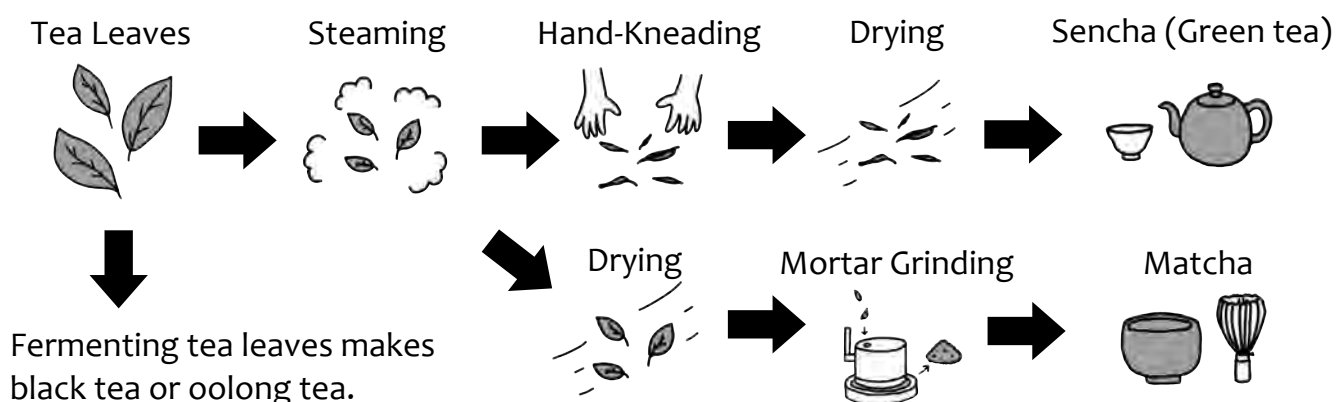 Tea Leaves
Steaming
Hand-Kneading
Drying
Sencha (Green tea)
Drying
Mortar Grinding
Matcha
Fermenting tea leaves makes
black tea or oolong tea.